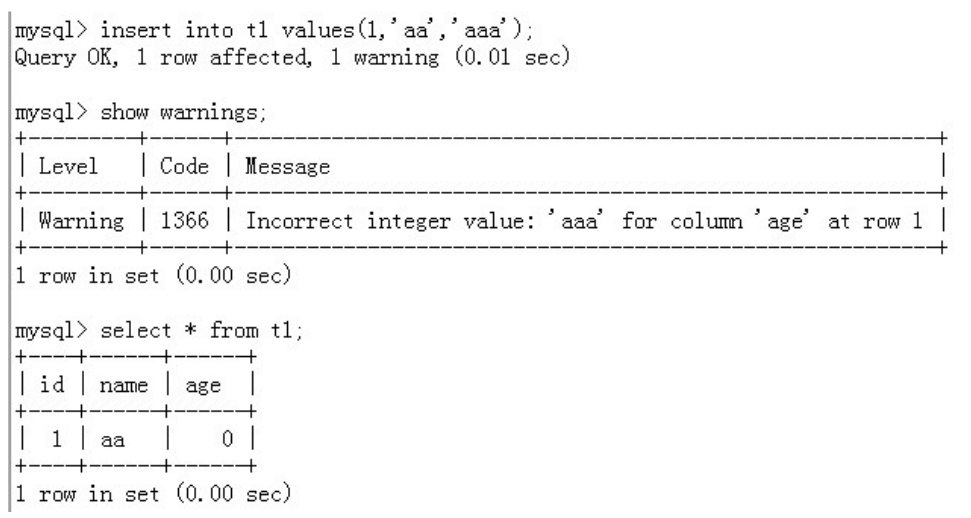 mysql> insert into t1 values(1,'aa','aaa');
Query OK, 1 row affected, 1 warning (0.01 sec)
mysql> show warnings;
+---------+------+----------------------------------------------------------+
| Level   | Code | Message                                                  |
+---------+------+----------------------------------------------------------+
| Warning | 1366 | Incorrect integer value: 'aaa' for column 'age' at row 1 |
+---------+------+----------------------------------------------------------+
1 row in set (0.00 sec)
mysql> select * from t1;
+----+------+------+
| id | name | age  |
+----+------+------+
|  1 | aa   |    0 |
+----+------+------+
1 row in set (0.00 sec)